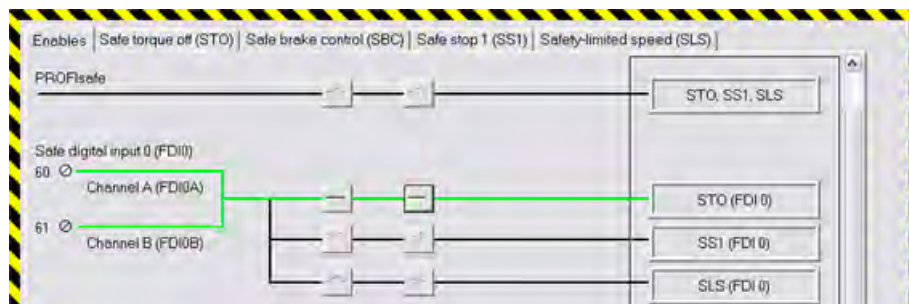 Enables Safe torque off (STO) Safe brake control (SBC) Safe stop 1 (SS1) Safety-limited speed (SLS)
PROFIsafe
STO, SS1, SLS
Safe digital input 0 (FDI0)
60
Channel A (FDI0A)
STO (FDI 0)
61
Channel B (FDI0B)
SS1 (FDI 0)
SLS (FDI 0)